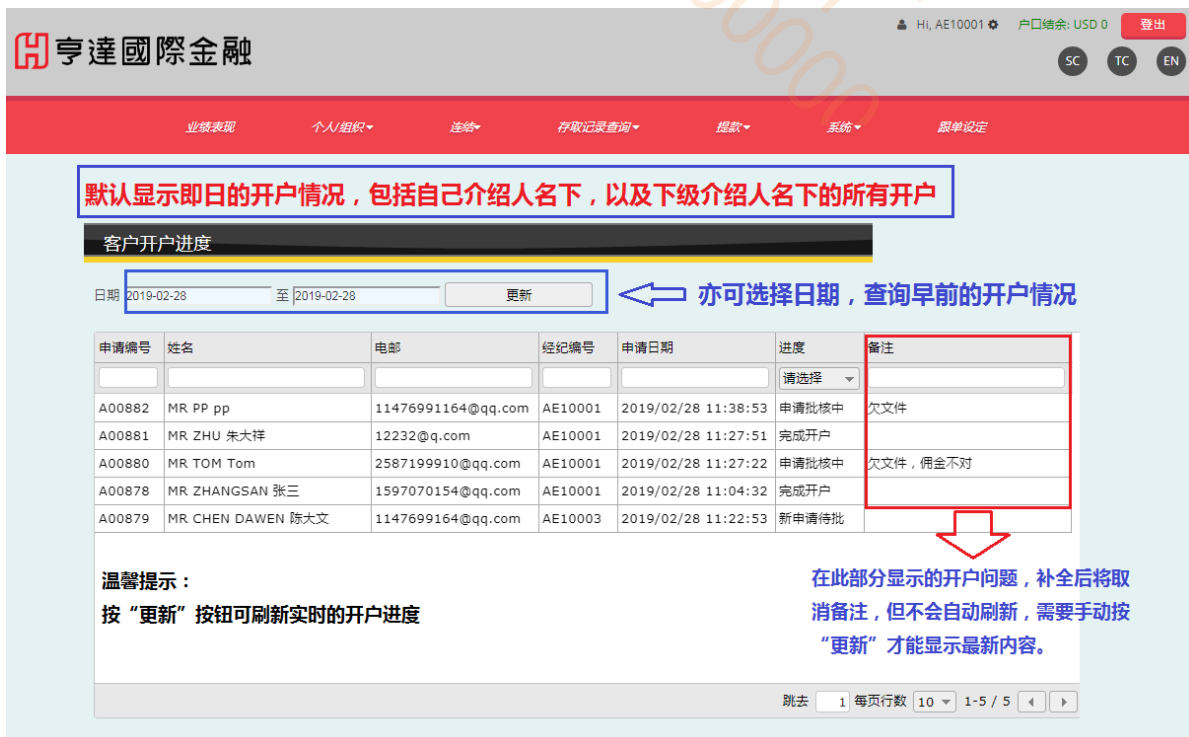 Hi, AE10001 户口结余: USD 0 登出
亨達國際金融
SC TC EN
业绩表现 个人/组织 连结 存取记录查询 提款 系统 跟单设定
默认显示即日的开户情况，包括自己介绍人名下，以及下级介绍人名下的所有开户
客户开户进度
日期 2019-02-28 至 2019-02-28 更新
亦可选择日期，查询早前的开户情况
申请编号 姓名 电邮 经纪编号 申请日期 进度 备注
请选择
A00882 MR PP pp 11476991164@qq.com AE10001 2019/02/28 11:38:53 申请批核中 欠文件
A00881 MR ZHU 朱大祥 12232@q.com AE10001 2019/02/28 11:27:51 完成开户
A00880 MR TOM Tom 2587199910@qq.com AE10001 2019/02/28 11:27:22 申请批核中 欠文件，佣金不对
A00878 MR ZHANGSAN 张三 1597070154@qq.com AE10001 2019/02/28 11:04:32 完成开户
A00879 MR CHEN DAWEN 陈大文 1147699164@qq.com AE10003 2019/02/28 11:22:53 新申请待批
温馨提示：
按“更新”按钮可刷新实时的开户进度
在此部分显示的开户问题，补全后将取
消备注，但不会自动刷新，需要手动按
“更新”才能显示最新内容。
跳去 1 每页行数 10 1-5 / 5